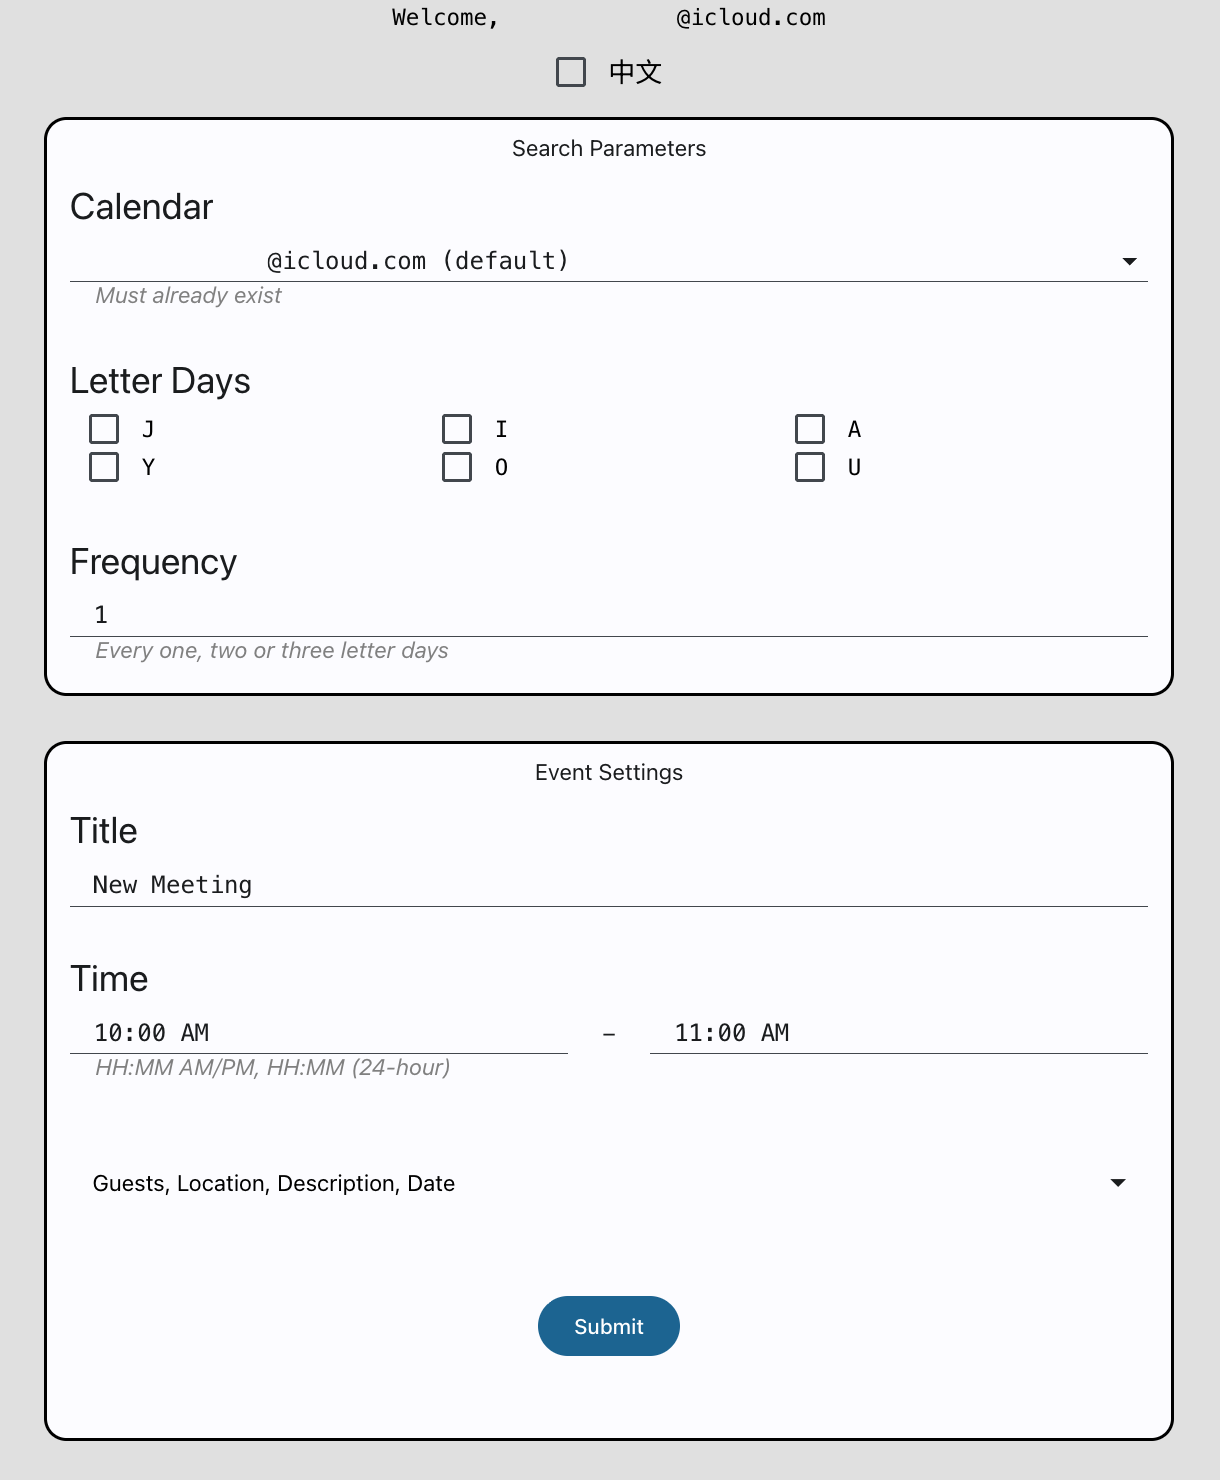 Welcome, @icloud.com
中文
Search Parameters
Calendar
@icloud.com (default)
Must already exist
Letter Days
J I A
Y O U
Frequency
1
Every one, two or three letter days
Event Settings
Title
New Meeting
Time
10:00 AM – 11:00 AM
HH:MM AM/PM, HH:MM (24-hour)
Guests, Location, Description, Date
Submit